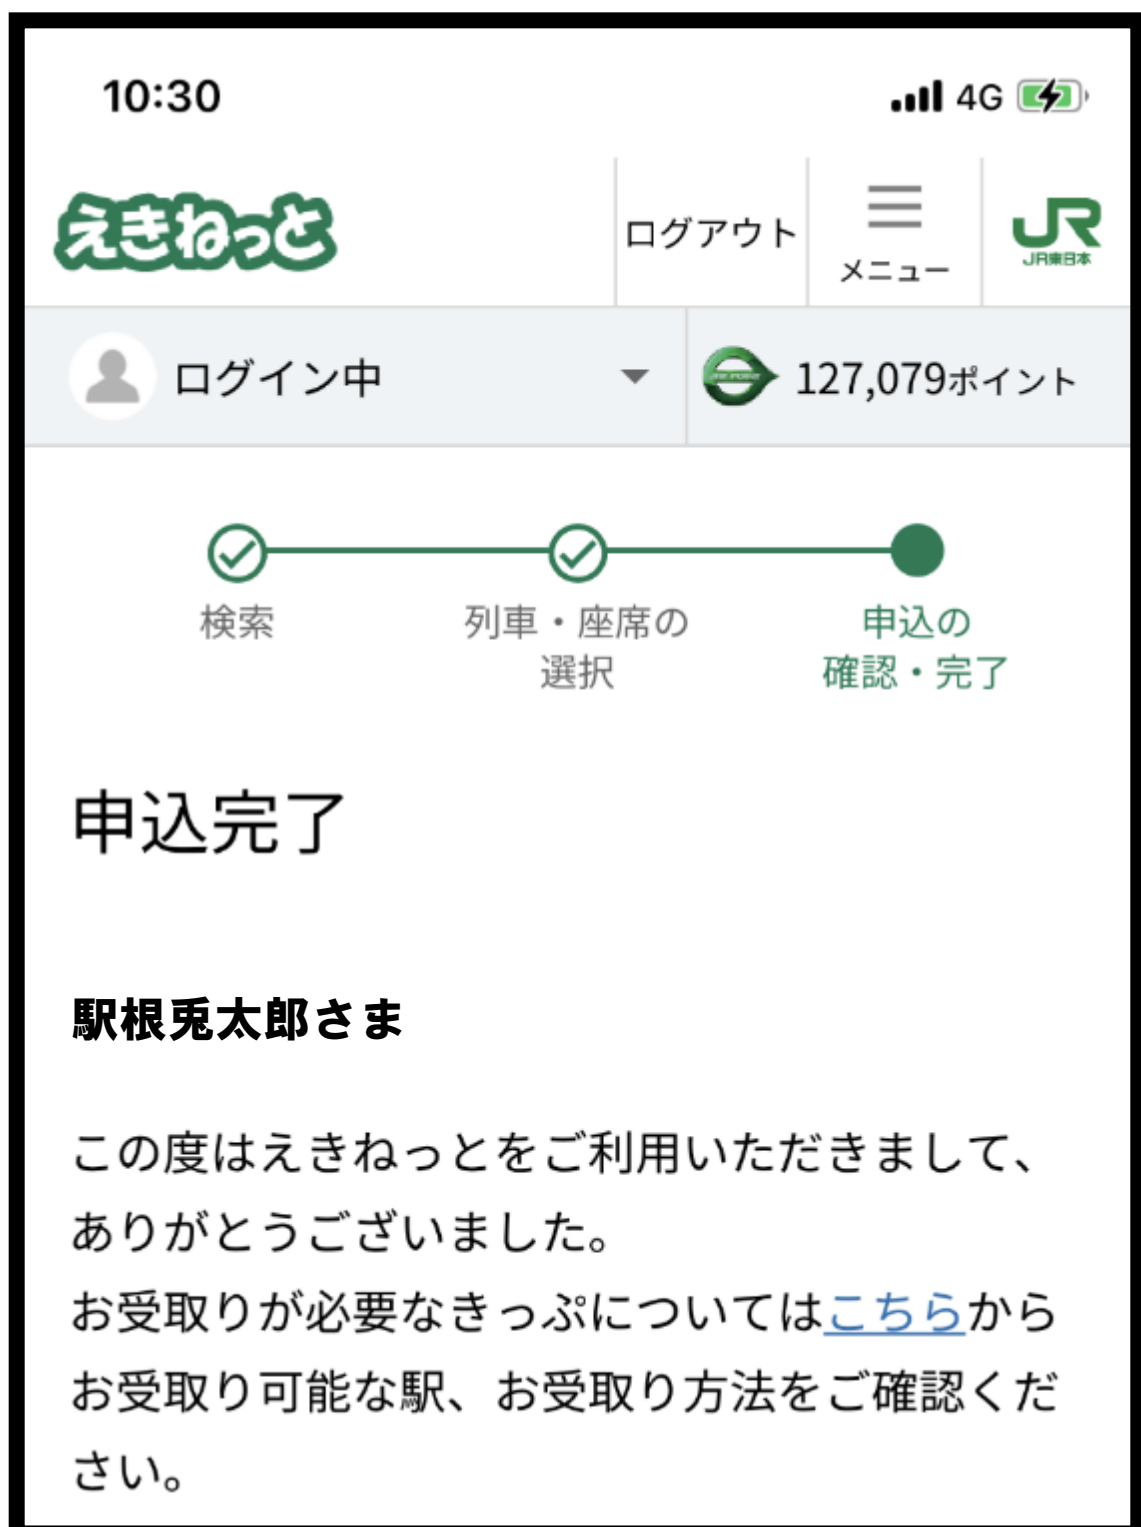 10:30
4G
えきねっと
ログアウト
メニュー
JR
JR東日本
ログイン中
127,079ポイント
検索
列車・座席の
選択
申込の
確認・完了
申込完了
駅根兎太郎さま
この度はえきねっとをご利用いただきまして、
ありがとうございました。
お受取りが必要なきっぷについてはこちらから
お受取り可能な駅、お受取り方法をご確認くだ
さい。